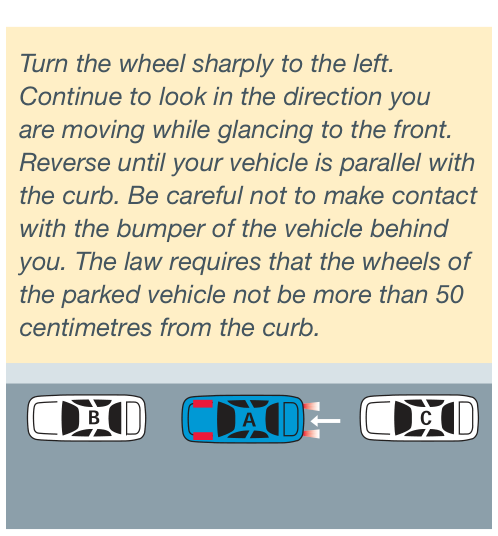 Turn the wheel sharply to the left.
Continue to look in the direction you
are moving while glancing to the front.
Reverse until your vehicle is parallel with
the curb. Be careful not to make contact
with the bumper of the vehicle behind
you. The law requires that the wheels of
the parked vehicle not be more than 50
centimetres from the curb.
B A C